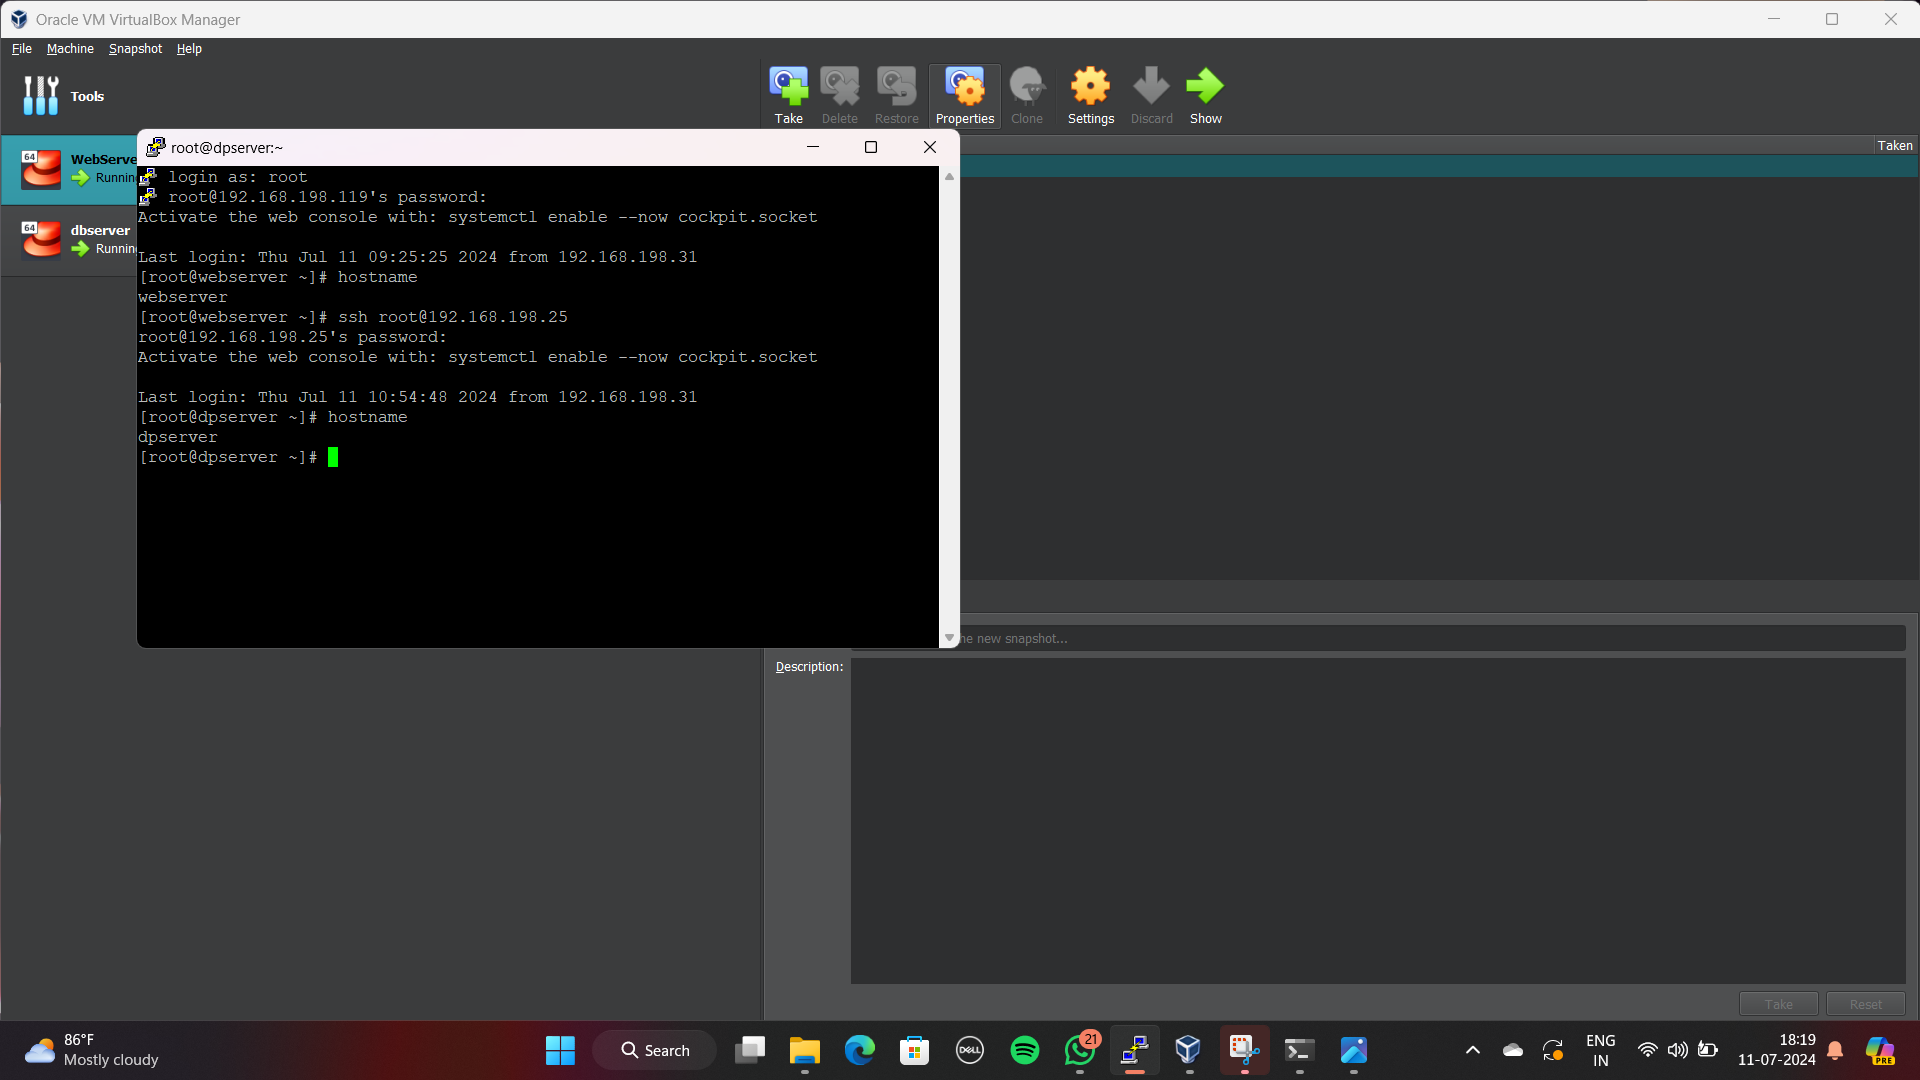 Oracle VM VirtualBox Manager
File Machine Snapshot Help
Tools
Take Delete Restore Properties Clone Settings Discard Show
Taken
64
WebServe
Runnin
64
dbserver
Runnin
root@dpserver:~
login as: root
root@192.168.198.119's password:
Activate the web console with: systemctl enable --now cockpit.socket
Last login: Thu Jul 11 09:25:25 2024 from 192.168.198.31
[root@webserver ~]# hostname
webserver
[root@webserver ~]# ssh root@192.168.198.25
root@192.168.198.25's password:
Activate the web console with: systemctl enable --now cockpit.socket
Last login: Thu Jul 11 10:54:48 2024 from 192.168.198.31
[root@dpserver ~]# hostname
dpserver
[root@dpserver ~]#
he new snapshot...
Description:
Take Reset
86°F
Mostly cloudy
Search
DELL
21
ENG
IN
18:19
11-07-2024
PRE